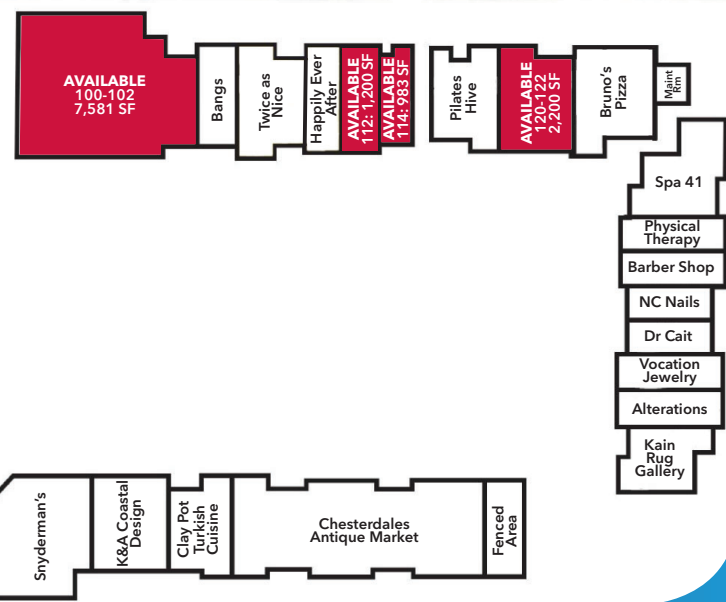 AVAILABLE
100-102
7,581 SF
Bangs
Twice as
Nice
Happily Ever
After
AVAILABLE
112: 1,200 SF
AVAILABLE
114: 983 SF
Pilates
Hive
AVAILABLE
120-122
2,200 SF
Bruno's
Pizza
Maint
Rm
Spa 41
Physical
Therapy
Barber Shop
NC Nails
Dr Cait
Vocation
Jewelry
Alterations
Kain
Rug
Gallery
Snyderman's
K&A Coastal
Design
Clay Pot
Turkish
Cuisine
Chesterdales
Antique Market
Fenced
Area